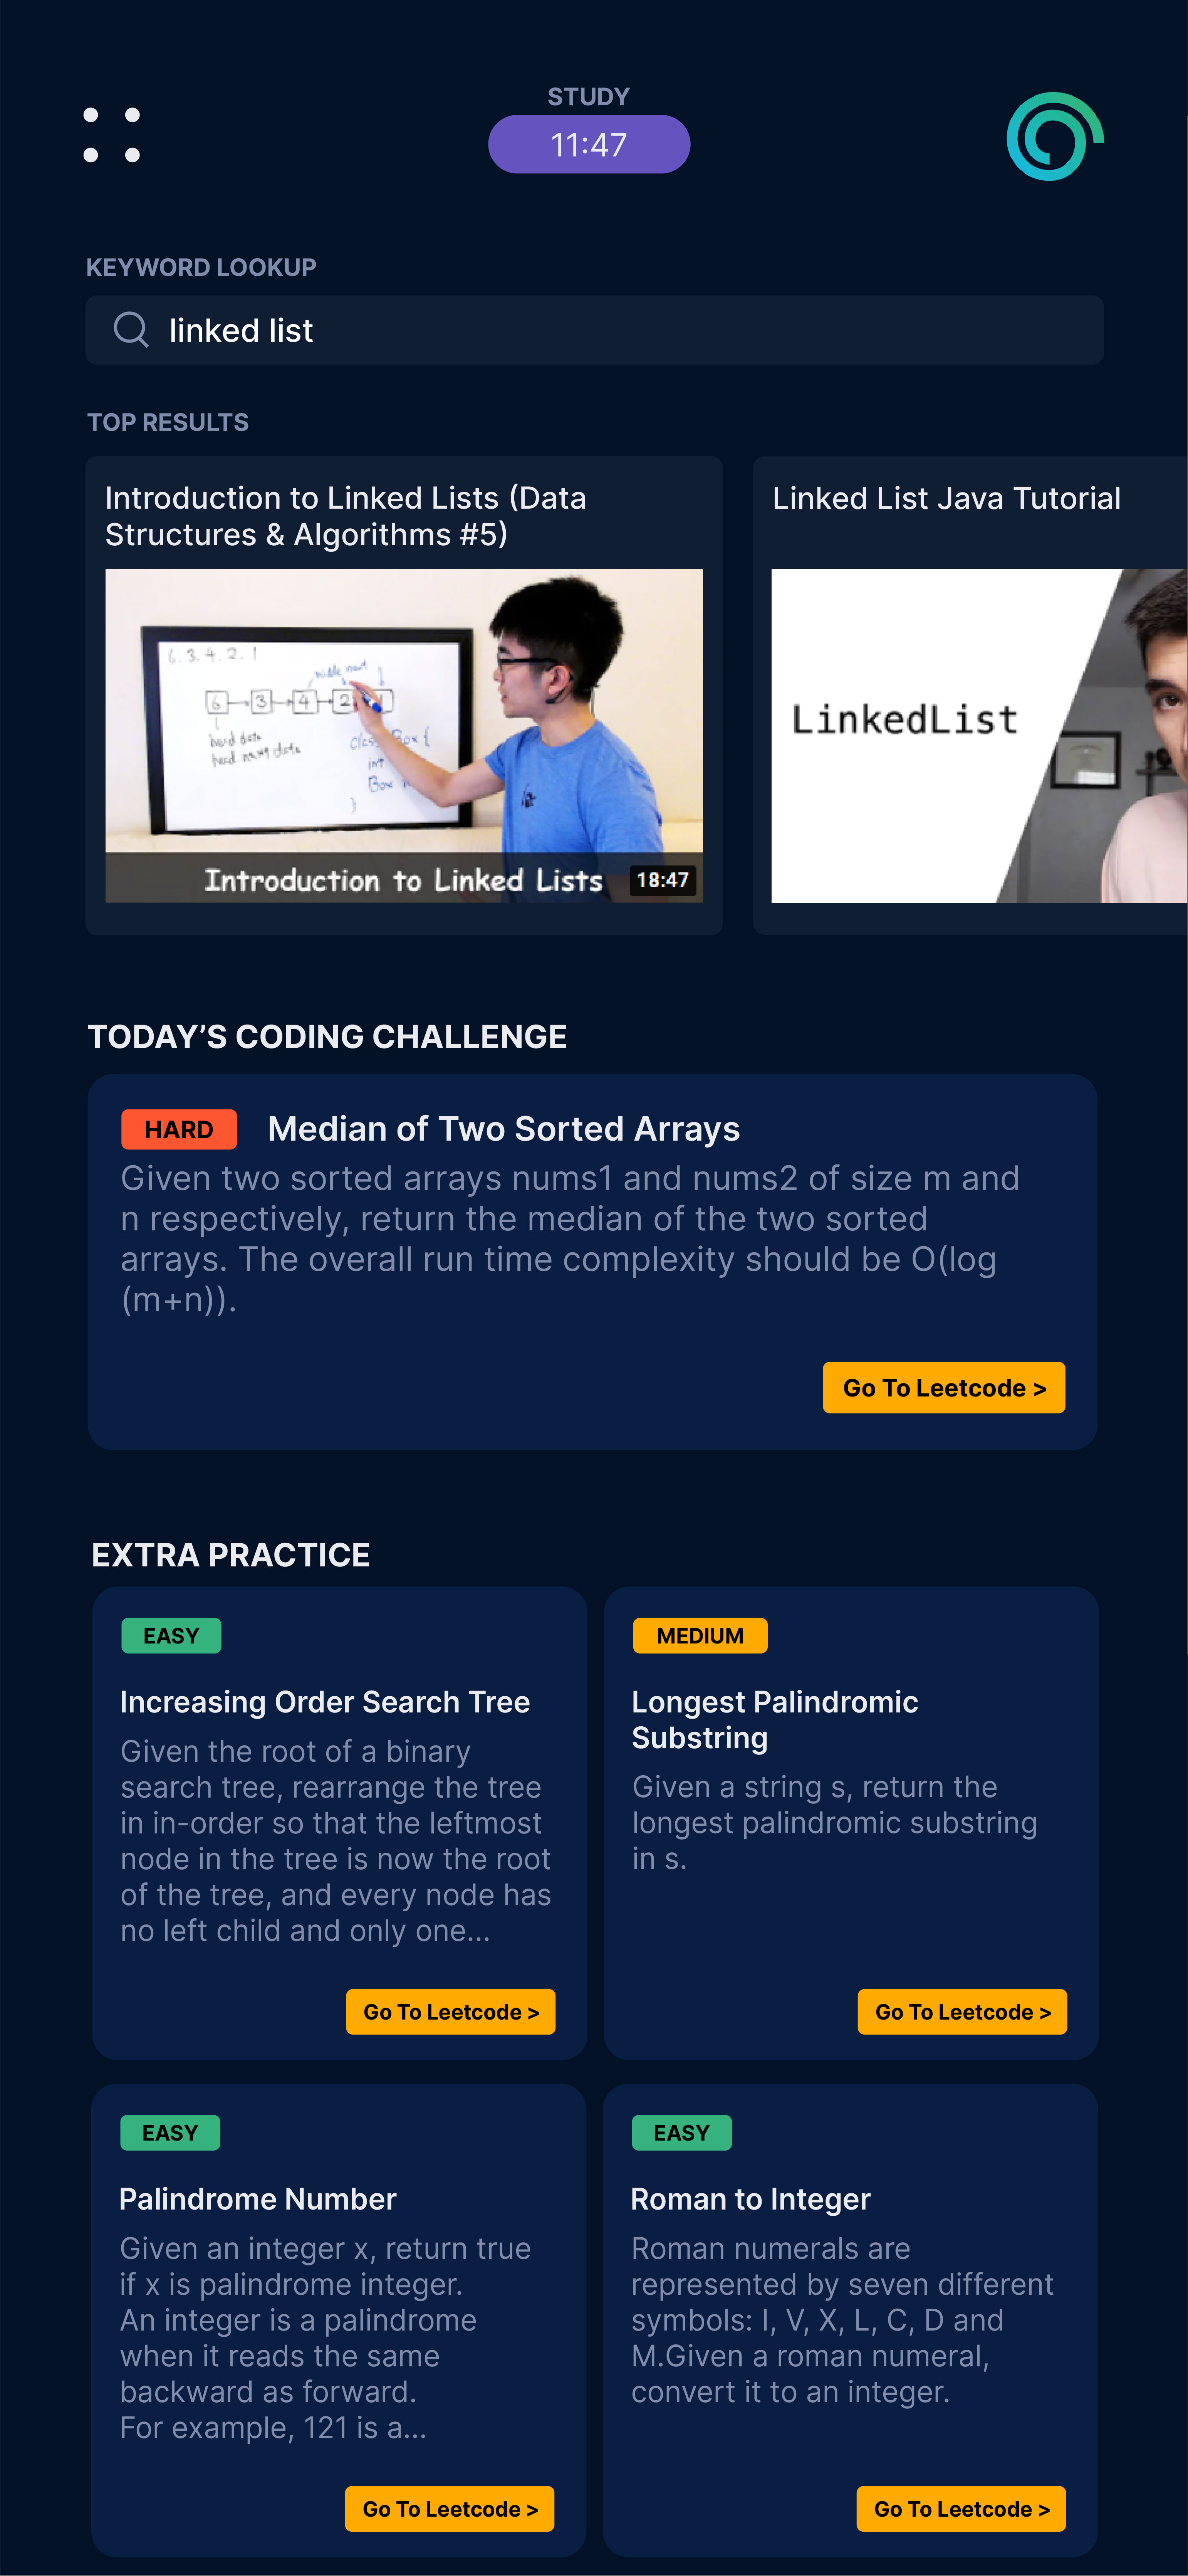 STUDY
11:47
KEYWORD LOOKUP
linked list
TOP RESULTS
Introduction to Linked Lists (Data
Structures & Algorithms #5)
6. 3. 4. 2. 1
middle next
6 3 4 2
head data
head next data
class Box {
int
Box
}
Introduction to Linked Lists
18:47
Linked List Java Tutorial
LinkedList
TODAY’S CODING CHALLENGE
HARD
Median of Two Sorted Arrays
Given two sorted arrays nums1 and nums2 of size m and
n respectively, return the median of the two sorted
arrays. The overall run time complexity should be O(log
(m+n)).
Go To Leetcode >
EXTRA PRACTICE
EASY
Increasing Order Search Tree
Given the root of a binary
search tree, rearrange the tree
in in-order so that the leftmost
node in the tree is now the root
of the tree, and every node has
no left child and only one...
Go To Leetcode >
MEDIUM
Longest Palindromic
Substring
Given a string s, return the
longest palindromic substring
in s.
Go To Leetcode >
EASY
Palindrome Number
Given an integer x, return true
if x is palindrome integer.
An integer is a palindrome
when it reads the same
backward as forward.
For example, 121 is a...
Go To Leetcode >
EASY
Roman to Integer
Roman numerals are
represented by seven different
symbols: I, V, X, L, C, D and
M.Given a roman numeral,
convert it to an integer.
Go To Leetcode >